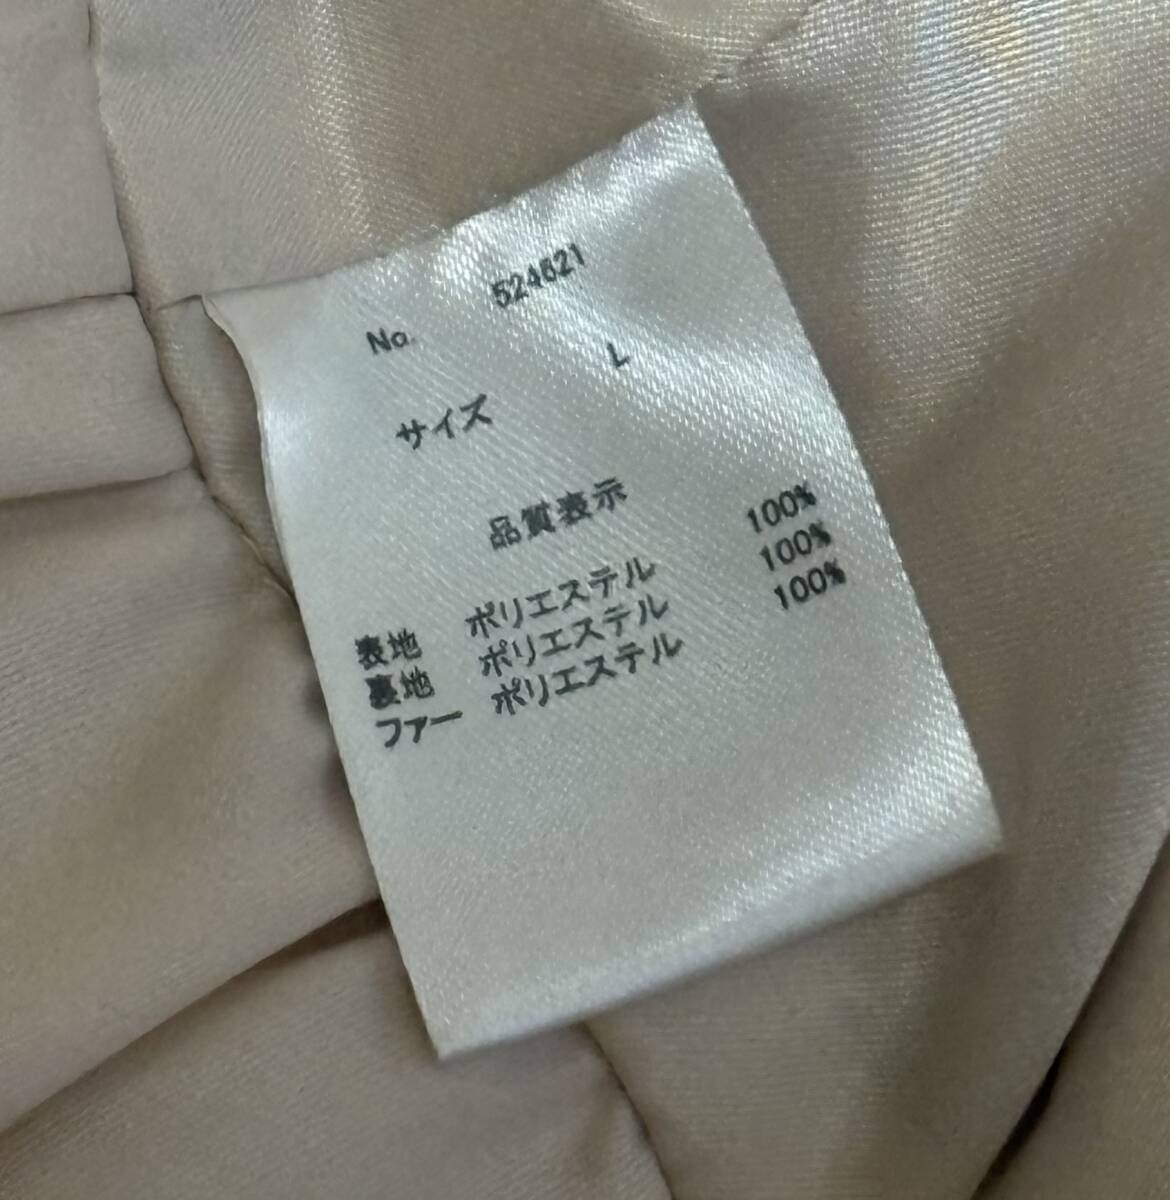 No. 524621
サイズ L
品質表示
表地 ポリエステル 100%
裏地 ポリエステル 100%
ファー ポリエステル 100%